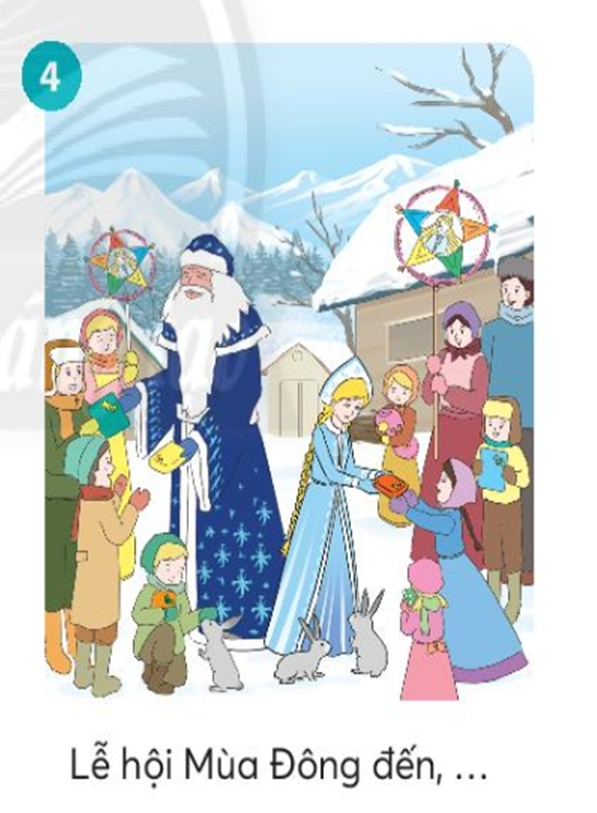 4
Lễ hội Mùa Đông đến, ...